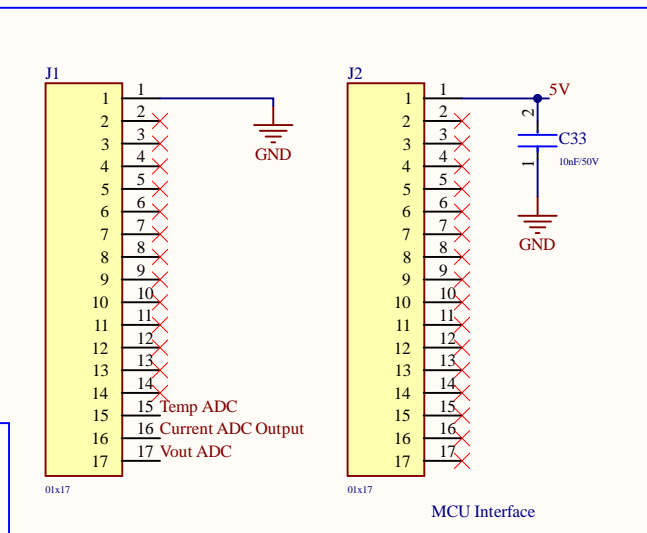 J1
1 1
2 2
3 3
4 4
5 5
6 6
7 7
8 8
9 9
10 10
11 11
12 12
13 13
14 14
15 15 Temp ADC
16 16 Current ADC Output
17 17 Vout ADC
01x17
GND
J2
1 1
2 2
3 3
4 4
5 5
6 6
7 7
8 8
9 9
10 10
11 11
12 12
13 13
14 14
15 15
16 16
17 17
01x17
5V
2
C33
10nF/50V
1
GND
MCU Interface